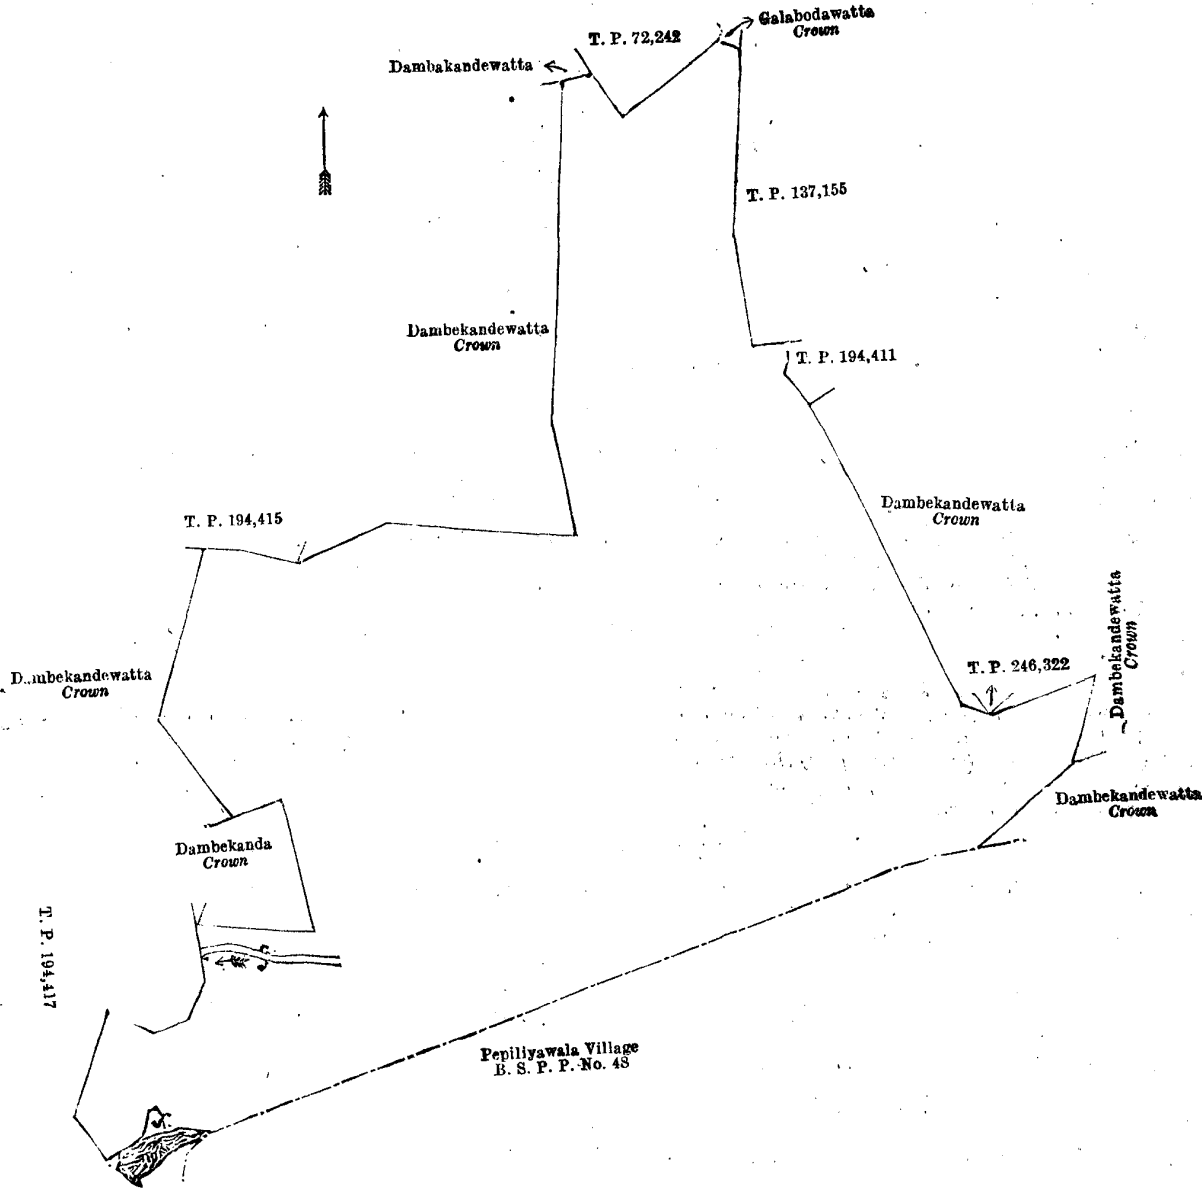 Galabodawatta
Crown
T. P. 72,242
Dambakandewatta
T. P. 137,155
Dambekandewatta
Crown
T. P. 194,411
Dambekandewatta
Crown
T. P. 194,415
Dambekandewatta
Crown
T. P. 246,322
D..mbekandewatta
Crown
Dambekandewatta
Crown
Dambekanda
Crown
T. P. 194,417
Pepiliyawala Village
B. S. P. P. No. 48